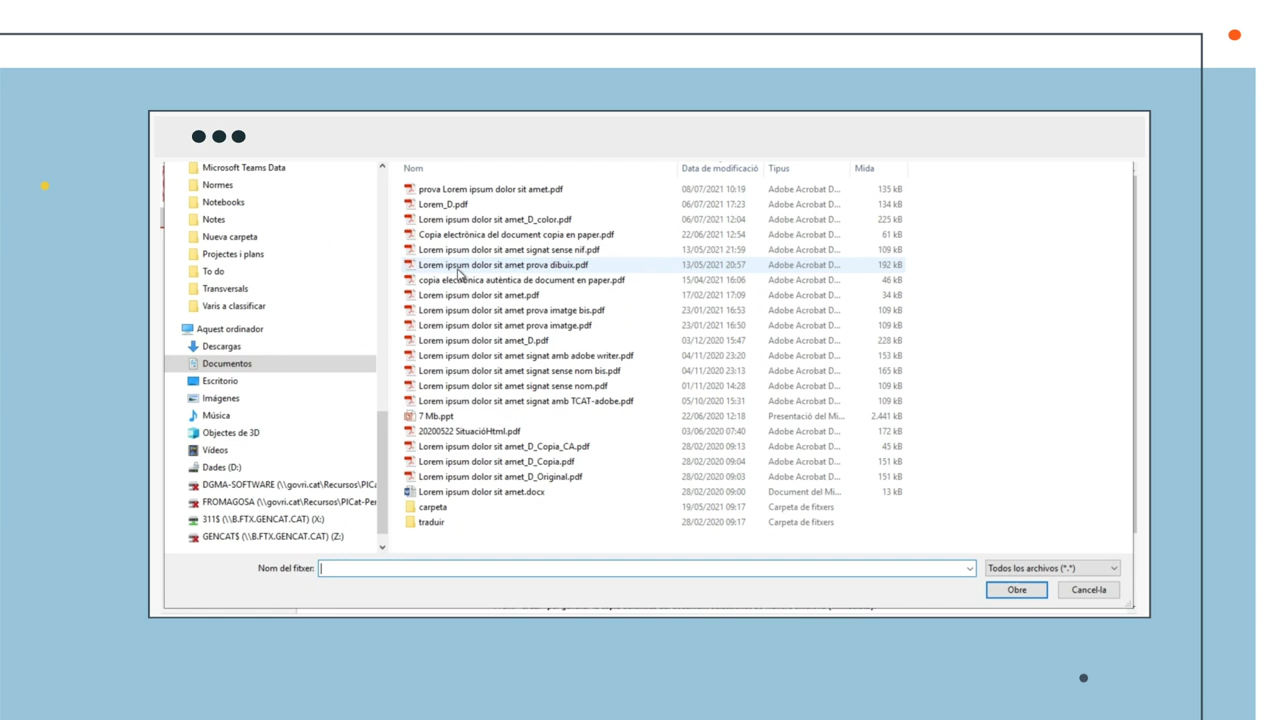 Microsoft Teams Data
Normes
Notebooks
Notes
Nueva carpeta
Projectes i plans
To do
Transversals
Varis a classificar
Aquest ordinador
Descargas
Documentos
Escritorio
Imágenes
Música
Objectes de 3D
Vídeos
Dades (D:)
DGMA-SOFTWARE (\\govri.cat\Recursos\PICa
FROMAGOSA (\\govri.cat\Recursos\PICat-Per
311$ (\\B.FTX.GENCAT.CAT) (X:)
GENCAT$ (\\B.FTX.GENCAT.CAT) (Z:)
Nom Data de modificació Tipus Mida
prova Lorem ipsum dolor sit amet.pdf 08/07/2021 10:19 Adobe Acrobat D... 135 kB
Lorem_D.pdf 06/07/2021 17:23 Adobe Acrobat D... 134 kB
Lorem ipsum dolor sit amet_D_color.pdf 06/07/2021 12:04 Adobe Acrobat D... 225 kB
Copia electrònica del document copia en paper.pdf 22/06/2021 12:54 Adobe Acrobat D... 61 kB
Lorem ipsum dolor sit amet signat sense nif.pdf 13/05/2021 21:59 Adobe Acrobat D... 109 kB
Lorem ipsum dolor sit amet prova dibuix.pdf 13/05/2021 20:57 Adobe Acrobat D... 192 kB
copia electrònica autèntica de document en paper.pdf 15/04/2021 16:06 Adobe Acrobat D... 46 kB
Lorem ipsum dolor sit amet.pdf 17/02/2021 17:09 Adobe Acrobat D... 34 kB
Lorem ipsum dolor sit amet prova imatge bis.pdf 23/01/2021 16:53 Adobe Acrobat D... 109 kB
Lorem ipsum dolor sit amet prova imatge.pdf 23/01/2021 16:50 Adobe Acrobat D... 109 kB
Lorem ipsum dolor sit amet_D.pdf 03/12/2020 15:47 Adobe Acrobat D... 228 kB
Lorem ipsum dolor sit amet signat amb adobe writer.pdf 04/11/2020 23:20 Adobe Acrobat D... 153 kB
Lorem ipsum dolor sit amet signat sense nom bis.pdf 04/11/2020 23:13 Adobe Acrobat D... 165 kB
Lorem ipsum dolor sit amet signat sense nom.pdf 01/11/2020 14:28 Adobe Acrobat D... 109 kB
Lorem ipsum dolor sit amet signat amb TCAT-adobe.pdf 05/10/2020 15:31 Adobe Acrobat D... 109 kB
7 Mb.ppt 22/06/2020 12:18 Presentació del Mi... 2.441 kB
20200522 SituacióHtml.pdf 03/06/2020 07:40 Adobe Acrobat D... 172 kB
Lorem ipsum dolor sit amet_D_Copia_CA.pdf 28/02/2020 09:13 Adobe Acrobat D... 45 kB
Lorem ipsum dolor sit amet_D_Copia.pdf 28/02/2020 09:04 Adobe Acrobat D... 151 kB
Lorem ipsum dolor sit amet_D_Original.pdf 28/02/2020 09:03 Adobe Acrobat D... 151 kB
Lorem ipsum dolor sit amet.docx 28/02/2020 09:00 Document del Mi... 13 kB
carpeta 19/05/2021 09:17 Carpeta de fitxers
traduir 28/02/2020 09:17 Carpeta de fitxers
Nom del fitxer: Todos los archivos (*.*)
Obre Cancel·la